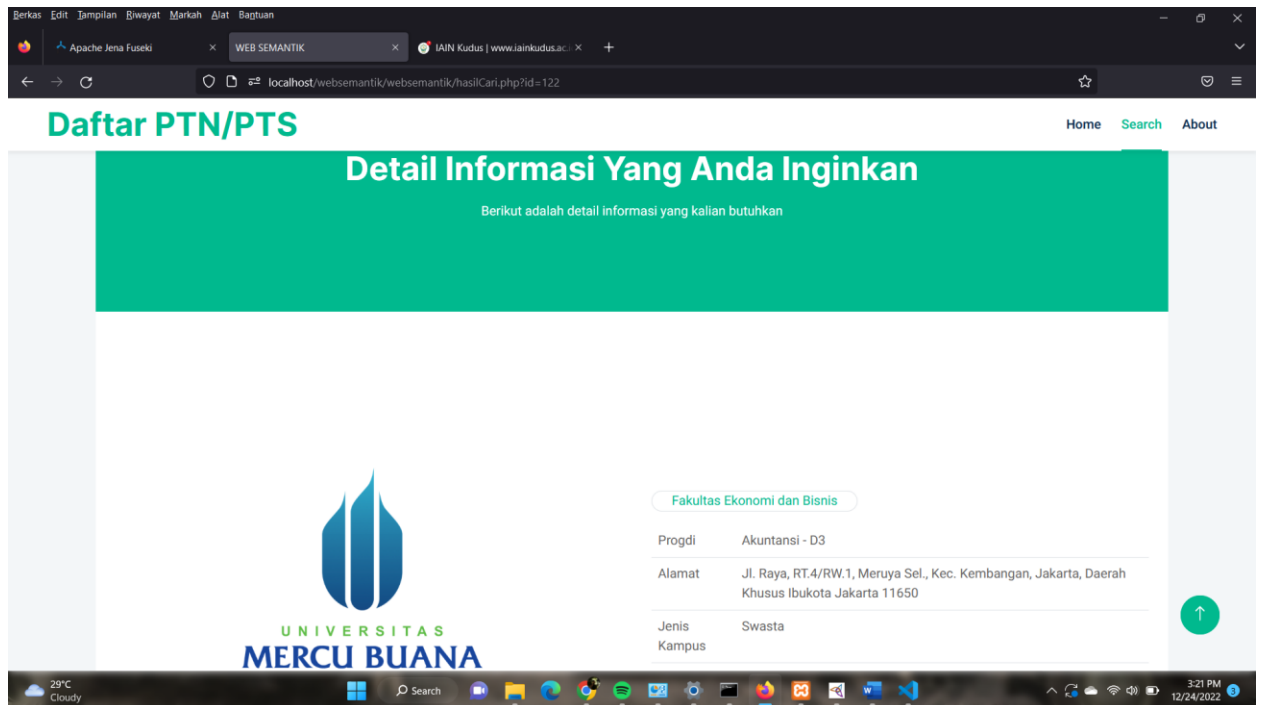 Berkas Edit Tampilan Riwayat Markah Alat Bantuan
Apache Jena Fuseki
WEB SEMANTIK
IAIN Kudus | www.iainkudus.ac.i
localhost/websemantik/websemantik/hasilCari.php?id=122
Daftar PTN/PTS
Home Search About
Detail Informasi Yang Anda Inginkan
Berikut adalah detail informasi yang kalian butuhkan
UNIVERSITAS
MERCU BUANA
Fakultas Ekonomi dan Bisnis
Progdi Akuntansi - D3
Alamat Jl. Raya, RT.4/RW.1, Meruya Sel., Kec. Kembangan, Jakarta, Daerah
Khusus Ibukota Jakarta 11650
Jenis Swasta
Kampus
29°C
Cloudy
Search
3:21 PM
12/24/2022
3